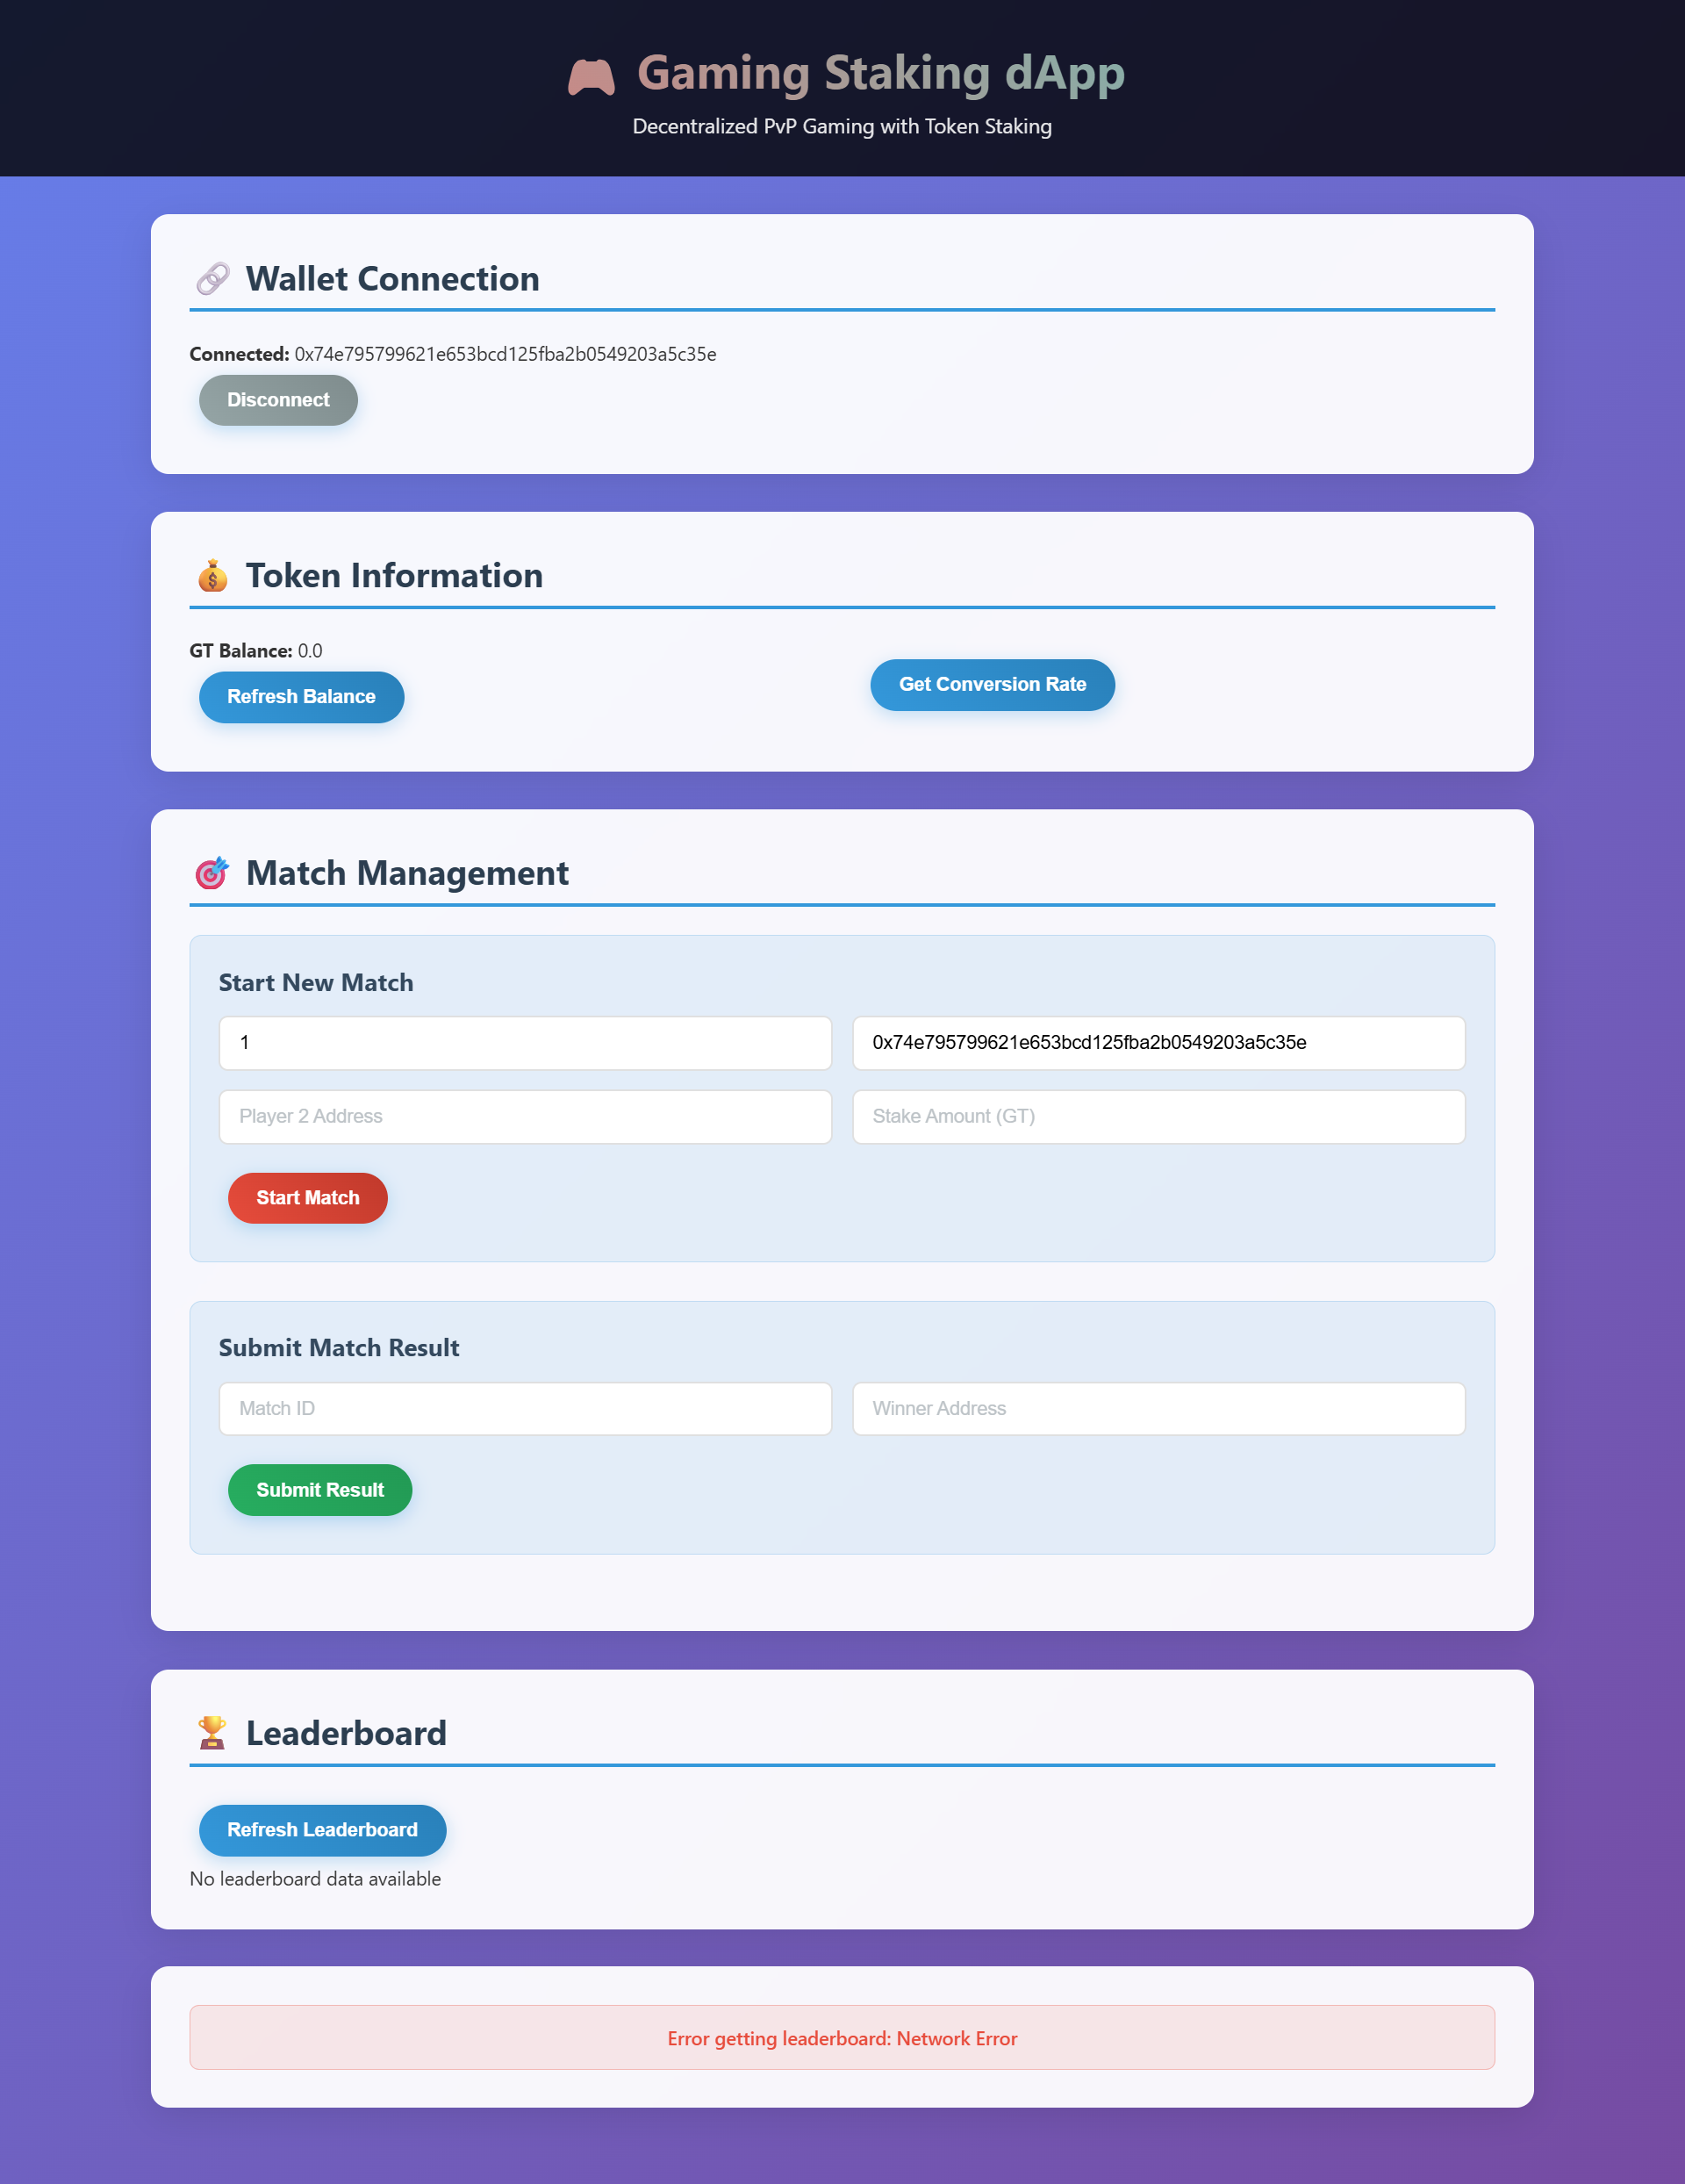 Gaming Staking dApp
Decentralized PvP Gaming with Token Staking
Wallet Connection
Connected: 0x74e795799621e653bcd125fba2b0549203a5c35e
Disconnect
Token Information
GT Balance: 0.0
Refresh Balance
Get Conversion Rate
Match Management
Start New Match
1
0x74e795799621e653bcd125fba2b0549203a5c35e
Player 2 Address
Stake Amount (GT)
Start Match
Submit Match Result
Match ID
Winner Address
Submit Result
Leaderboard
Refresh Leaderboard
No leaderboard data available
Error getting leaderboard: Network Error